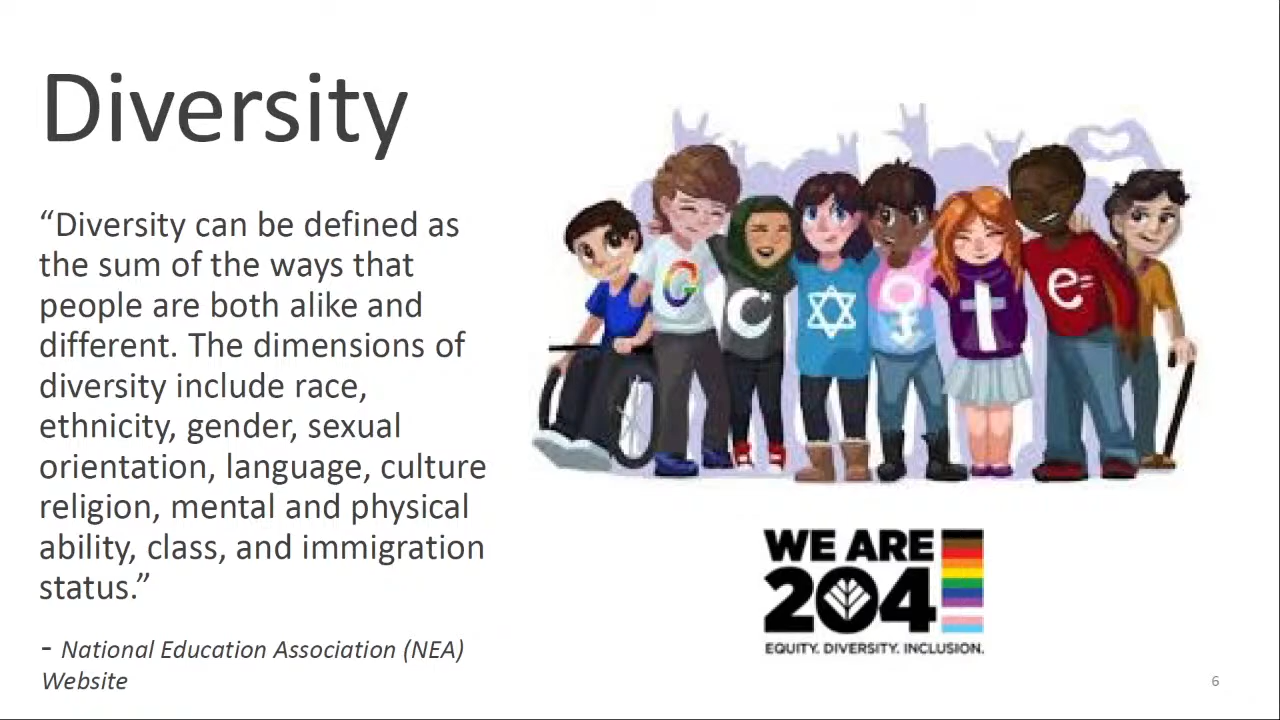 Diversity
“Diversity can be defined as
the sum of the ways that
people are both alike and
different. The dimensions of
diversity include race,
ethnicity, gender, sexual
orientation, language, culture
religion, mental and physical
ability, class, and immigration
status.”
- National Education Association (NEA)
Website
G
e=
WE ARE
204
EQUITY. DIVERSITY. INCLUSION.
6